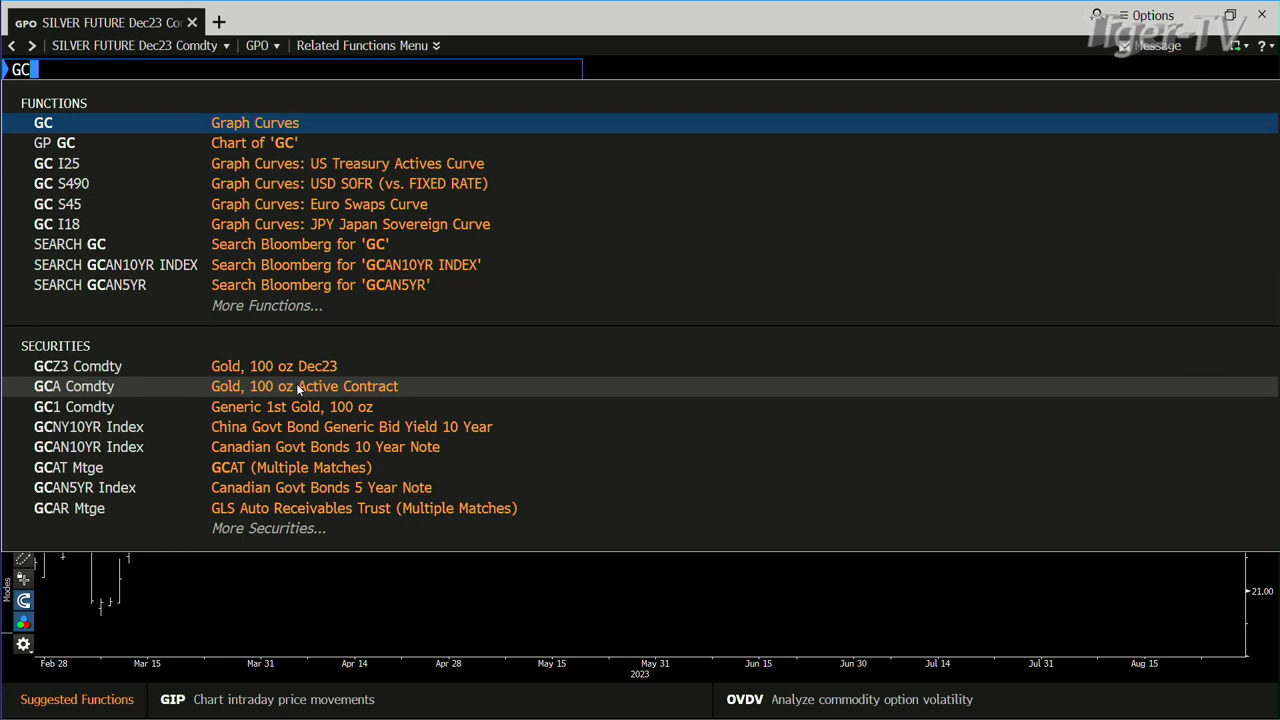 GPO SILVER FUTURE Dec23 Co
Options
SILVER FUTURE Dec23 Comdty GPO Related Functions Menu
Message
Tiger-TV
GC
FUNCTIONS
GC Graph Curves
GP GC Chart of 'GC'
GC I25 Graph Curves: US Treasury Actives Curve
GC S490 Graph Curves: USD SOFR (vs. FIXED RATE)
GC S45 Graph Curves: Euro Swaps Curve
GC I18 Graph Curves: JPY Japan Sovereign Curve
SEARCH GC Search Bloomberg for 'GC'
SEARCH GCAN10YR INDEX Search Bloomberg for 'GCAN10YR INDEX'
SEARCH GCAN5YR Search Bloomberg for 'GCAN5YR'
More Functions...
SECURITIES
GCZ3 Comdty Gold, 100 oz Dec23
GCA Comdty Gold, 100 oz Active Contract
GC1 Comdty Generic 1st Gold, 100 oz
GCNY10YR Index China Govt Bond Generic Bid Yield 10 Year
GCAN10YR Index Canadian Govt Bonds 10 Year Note
GCAT Mtge GCAT (Multiple Matches)
GCAN5YR Index Canadian Govt Bonds 5 Year Note
GCAR Mtge GLS Auto Receivables Trust (Multiple Matches)
More Securities...
Modes
21.00
Feb 28 Mar 15 Mar 31 Apr 14 Apr 28 May 15 May 31 Jun 15 Jun 30 Jul 14 Jul 31 Aug 15
2023
Suggested Functions GIP Chart intraday price movements OVDV Analyze commodity option volatility